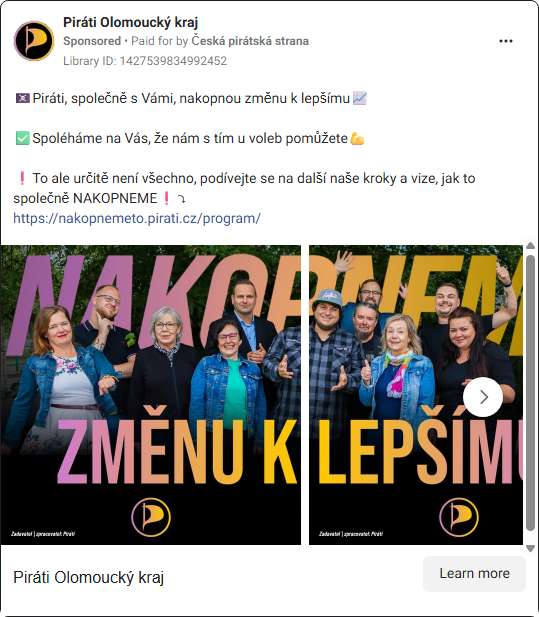 Piráti Olomoucký kraj
Sponsored • Paid for by Česká pirátská strana
Library ID: 1427539834992452
🏴‍☠️Piráti, společně s Vámi, nakopnou změnu k lepšímu📈
✅Spoléháme na Vás, že nám s tím u voleb pomůžete💪
❗To ale určitě není všechno, podívejte se na další naše kroky a vize, jak to
společně NAKOPNEME❗⤵
https://nakopnemeto.pirati.cz/program/
NAKOPNEM
ZMĚNU K LEPŠÍMU
Zadavatel | zpracovatel: Piráti
Zadavatel | zpracovatel: Piráti
Piráti Olomoucký kraj
Learn more